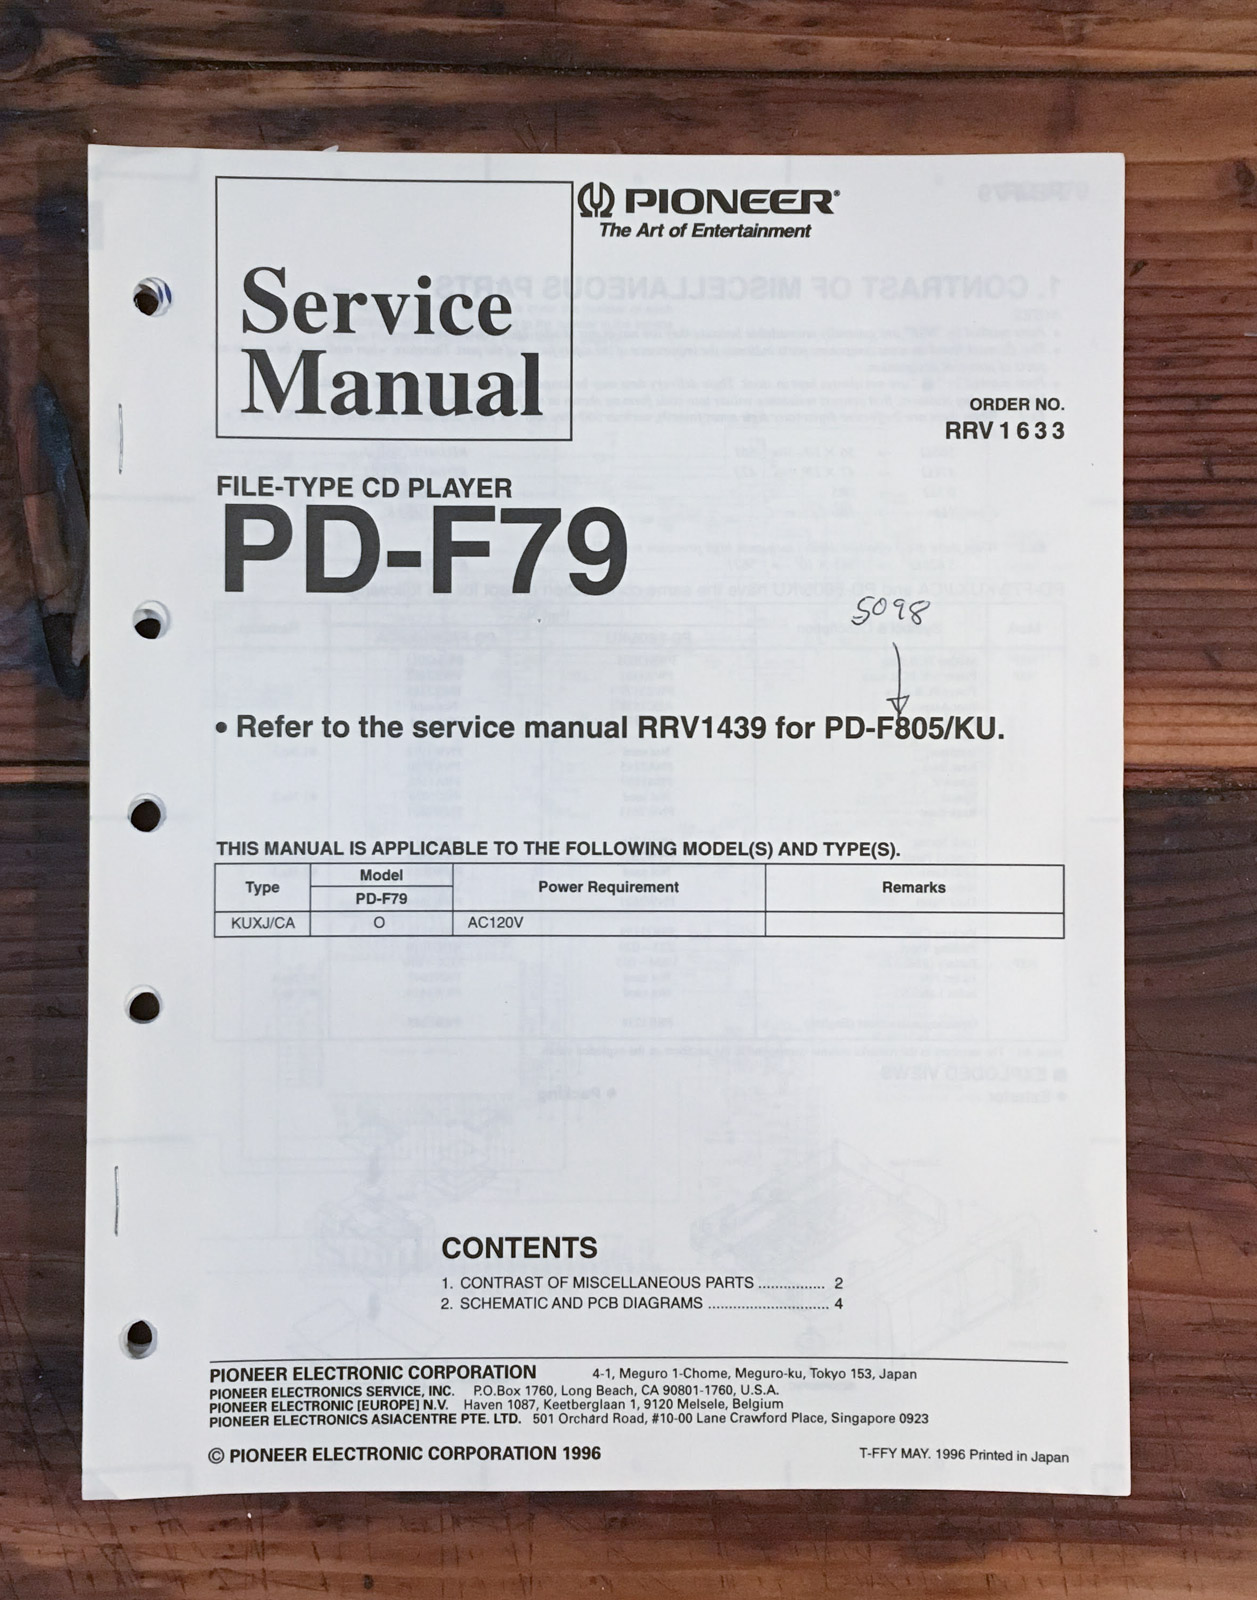 PIONEER®
The Art of Entertainment
Service
Manual
ORDER NO.
RRV1633
FILE-TYPE CD PLAYER
PD-F79
5098
• Refer to the service manual RRV1439 for PD-F805/KU.
THIS MANUAL IS APPLICABLE TO THE FOLLOWING MODEL(S) AND TYPE(S).
Type Model Power Requirement Remarks
PD-F79
KUXJ/CA O AC120V
CONTENTS
1. CONTRAST OF MISCELLANEOUS PARTS ................ 2
2. SCHEMATIC AND PCB DIAGRAMS ............................ 4
PIONEER ELECTRONIC CORPORATION 4-1, Meguro 1-Chome, Meguro-ku, Tokyo 153, Japan
PIONEER ELECTRONICS SERVICE, INC. P.O.Box 1760, Long Beach, CA 90801-1760, U.S.A.
PIONEER ELECTRONIC [EUROPE] N.V. Haven 1087, Keetberglaan 1, 9120 Melsele, Belgium
PIONEER ELECTRONICS ASIACENTRE PTE. LTD. 501 Orchard Road, #10-00 Lane Crawford Place, Singapore 0923
© PIONEER ELECTRONIC CORPORATION 1996
T-FFY MAY. 1996 Printed in Japan